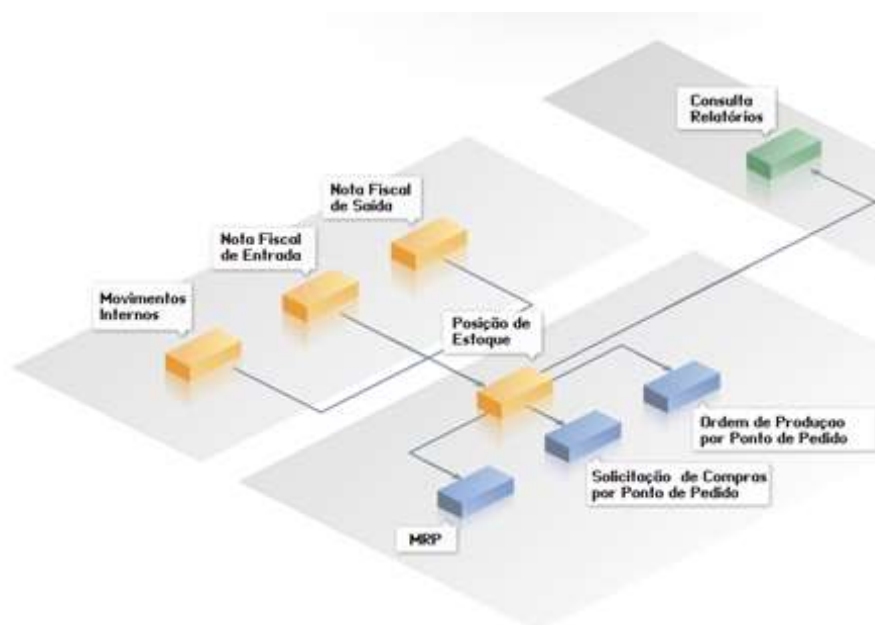 Consulta
Relatórios
Nota Fiscal
de Saída
Nota Fiscal
de Entrada
Movimentos
Internos
Posição de
Estoque
Ordem de Produçao
por Ponto de Pedido
Solicitação de Compras
por Ponto de Pedido
MRP